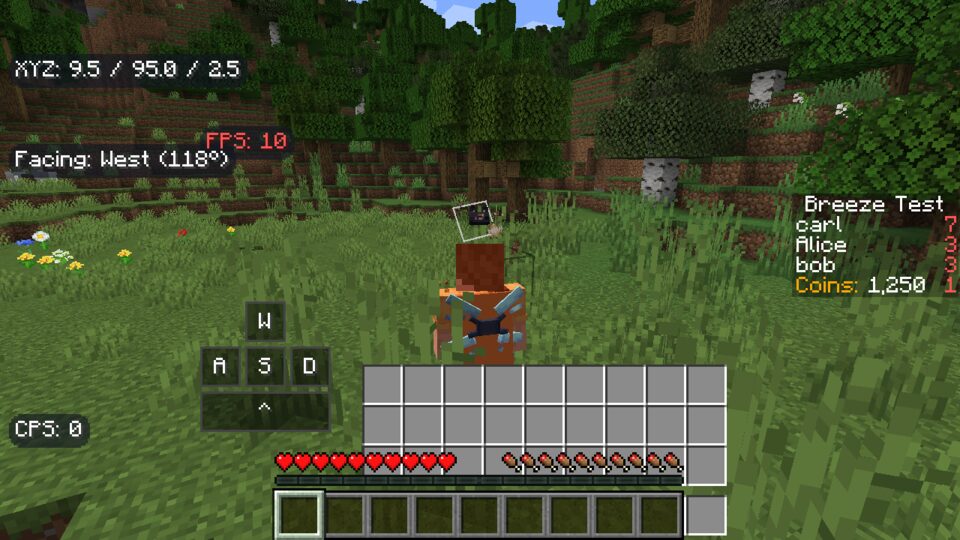 XYZ: 9.5 / 95.0 / 2.5
FPS: 10
Facing: West (118°)
Breeze Test
carl 7
Alice 3
bob 3
Coins: 1,250 1
W
A S D
^
CPS: 0